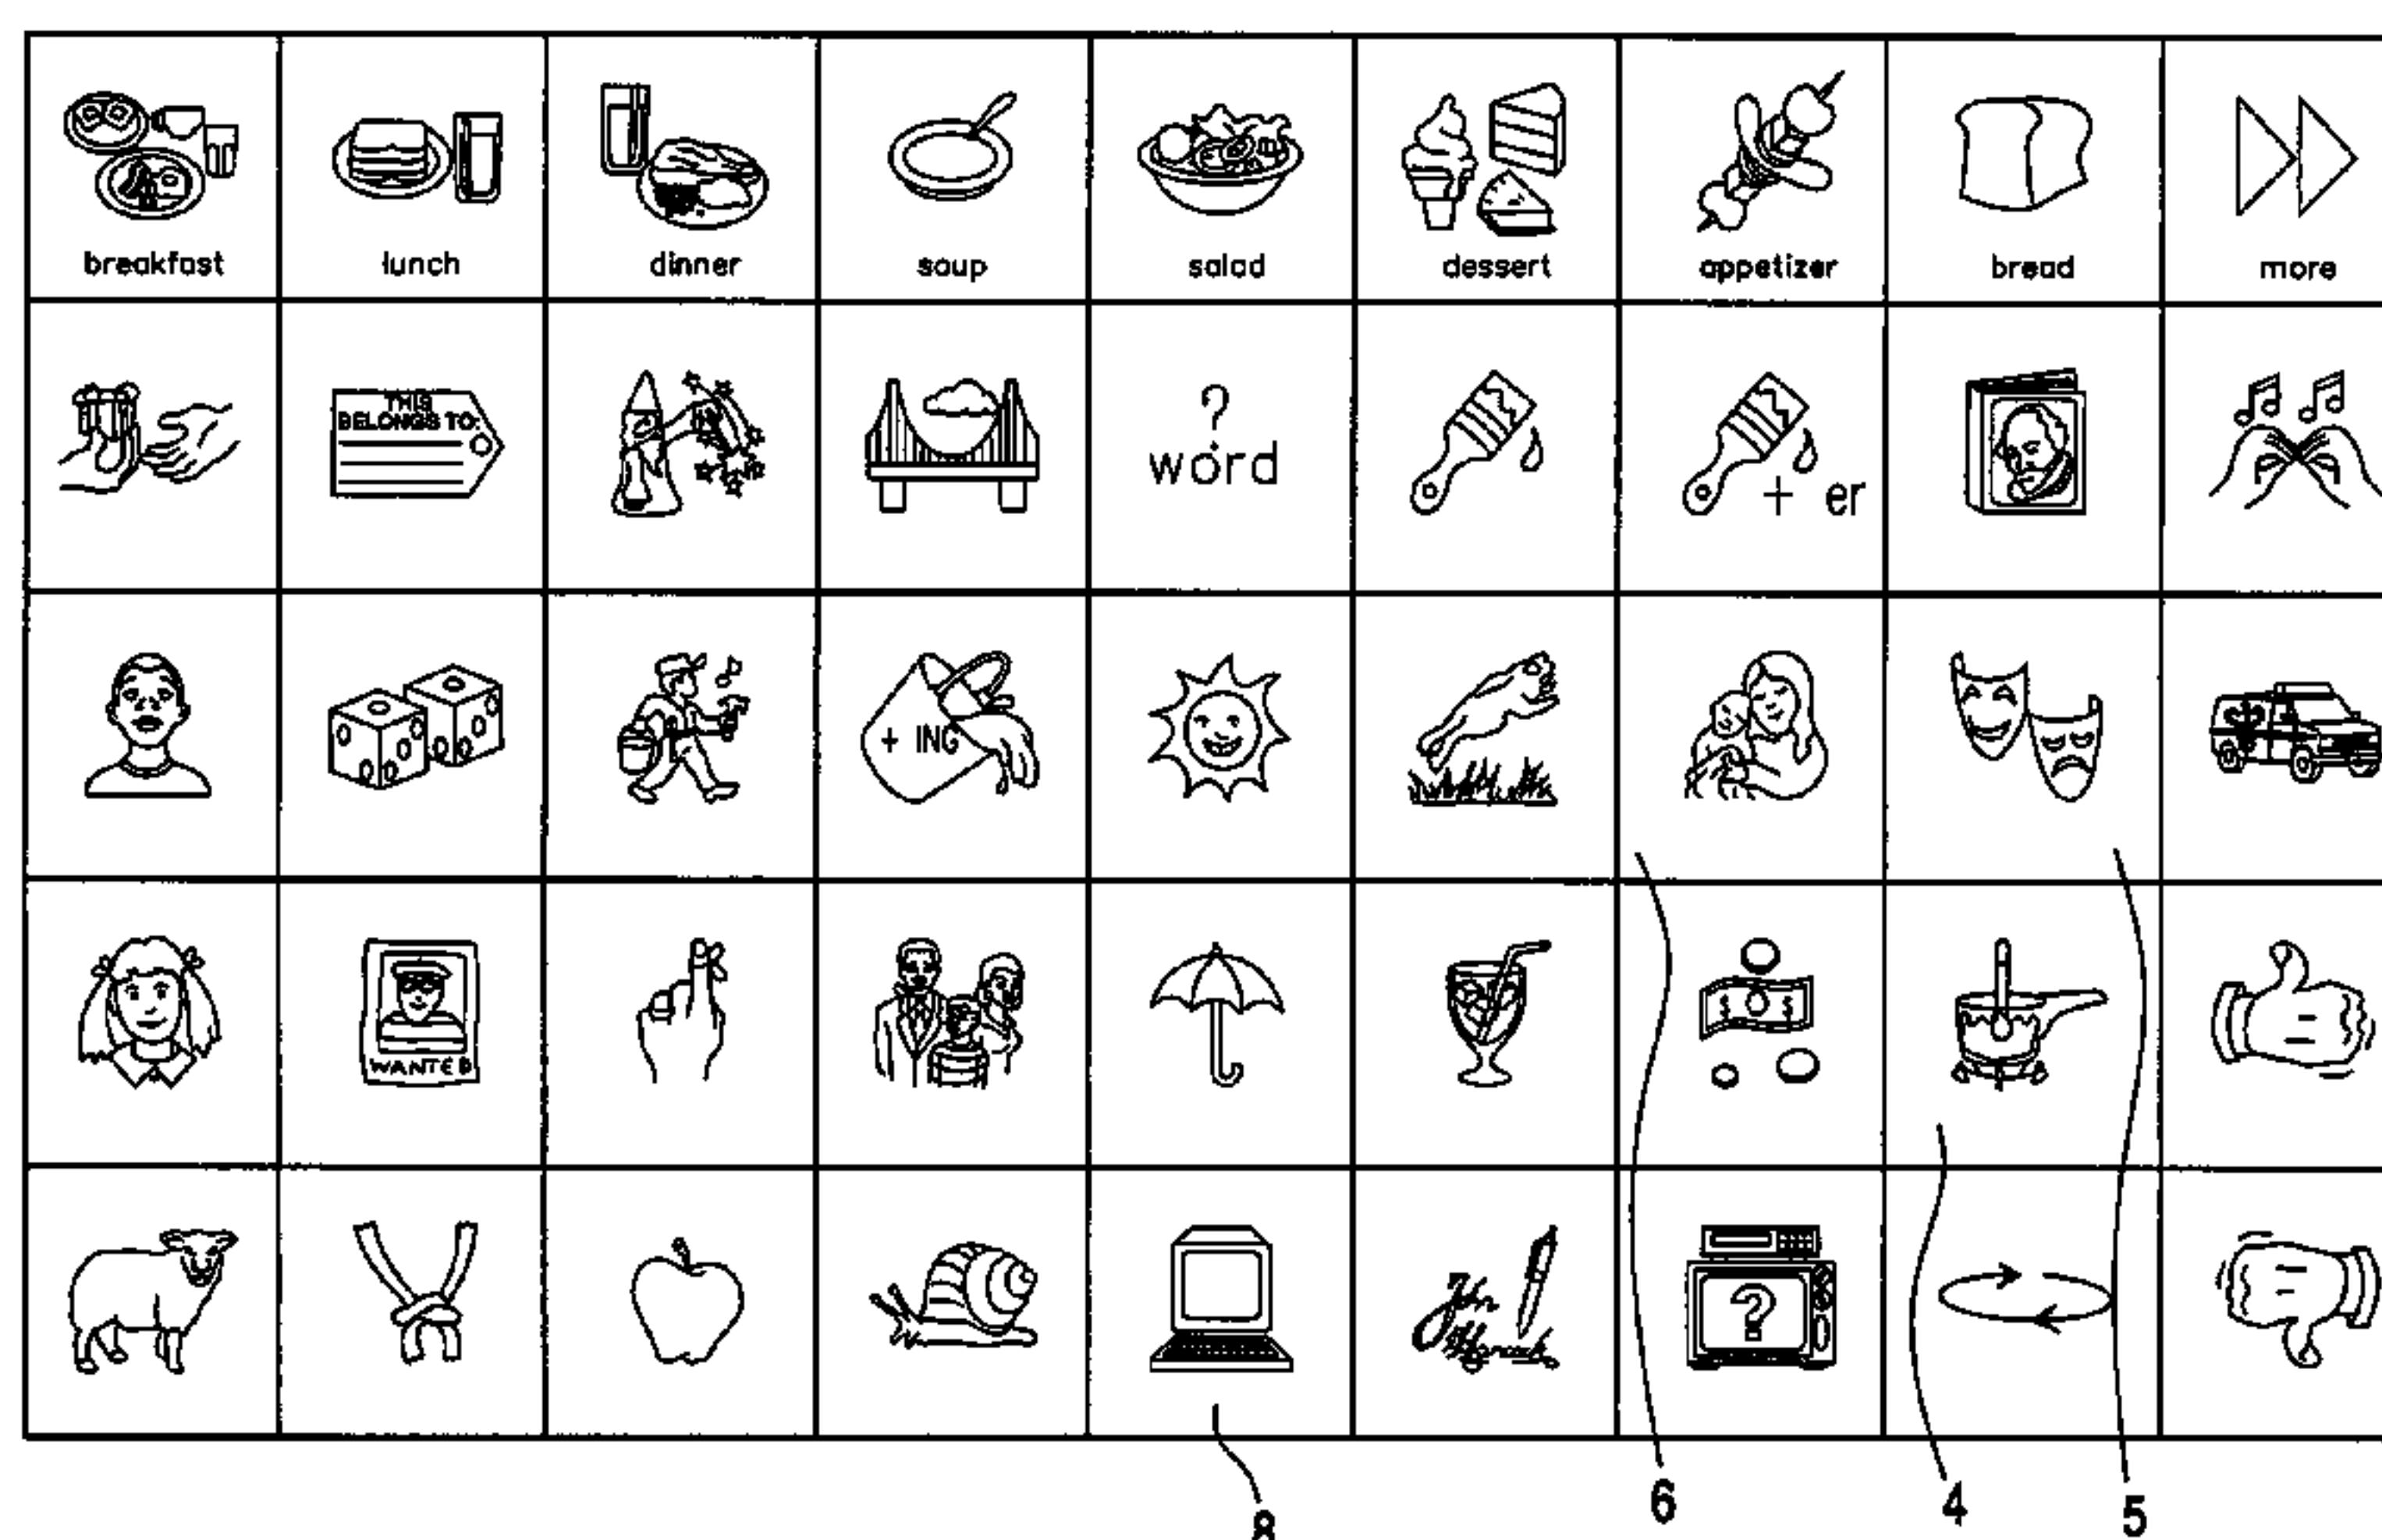 breakfast lunch dinner soup salad dessert appetizer bread more
THIS
BELONGS TO:
?
word
+ er
+ ING
$ $
WANTED
?
8 6 4 5